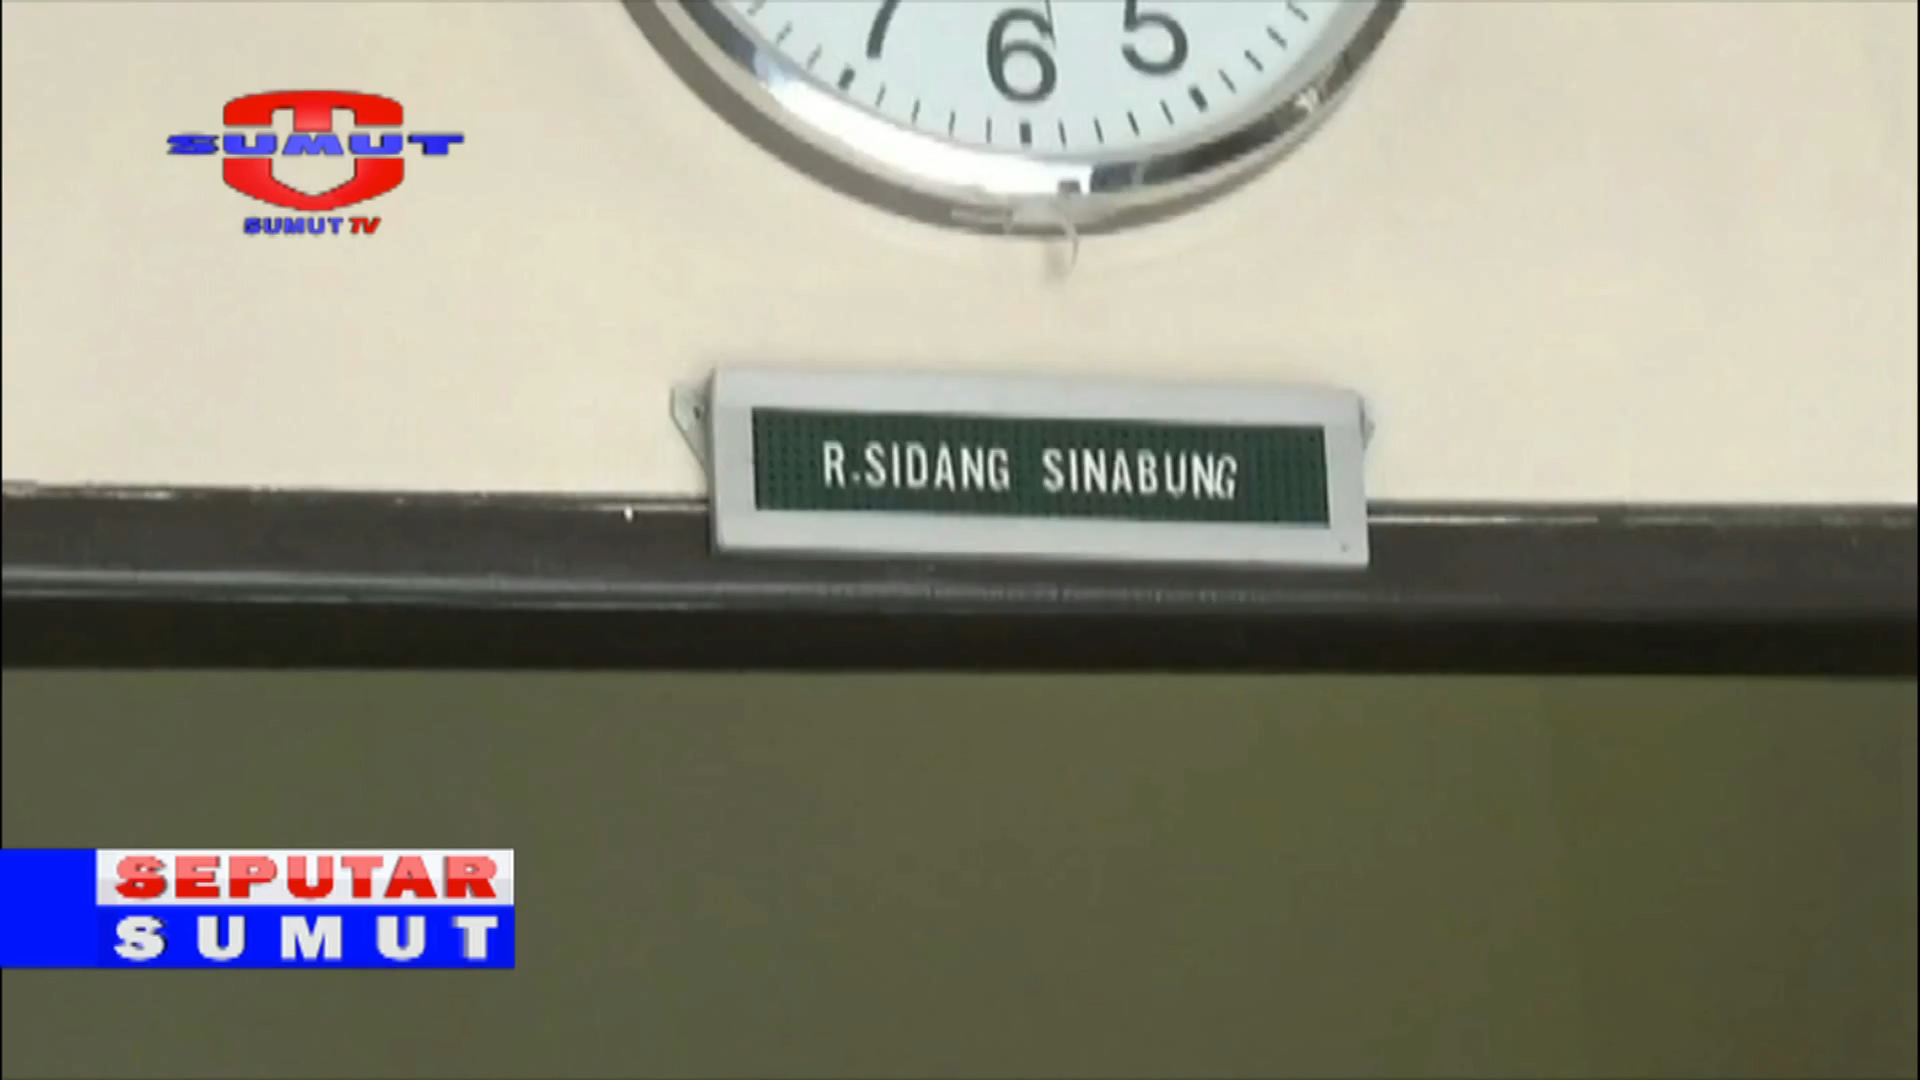 7 6 5
SUMUT
SUMUT TV
R.SIDANG SINABUNG
SEPUTAR
SUMUT